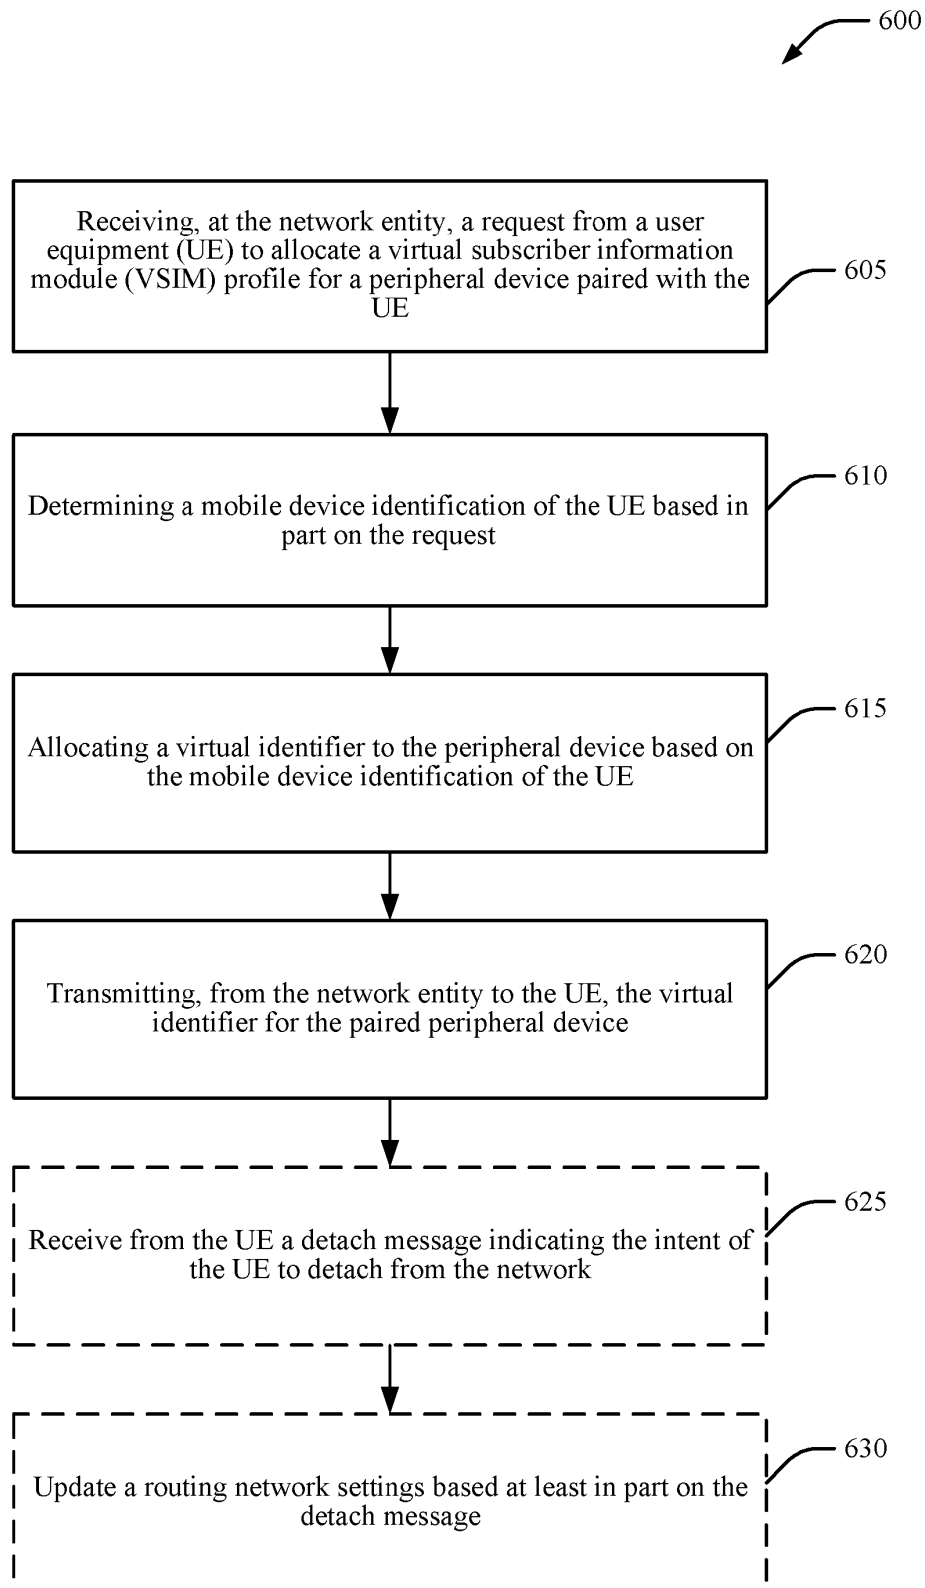 600
Receiving, at the network entity, a request from a user
equipment (UE) to allocate a virtual subscriber information
module (VSIM) profile for a peripheral device paired with the
UE
605
Determining a mobile device identification of the UE based in
part on the request
610
Allocating a virtual identifier to the peripheral device based on
the mobile device identification of the UE
615
Transmitting, from the network entity to the UE, the virtual
identifier for the paired peripheral device
620
Receive from the UE a detach message indicating the intent of
the UE to detach from the network
625
Update a routing network settings based at least in part on the
detach message
630